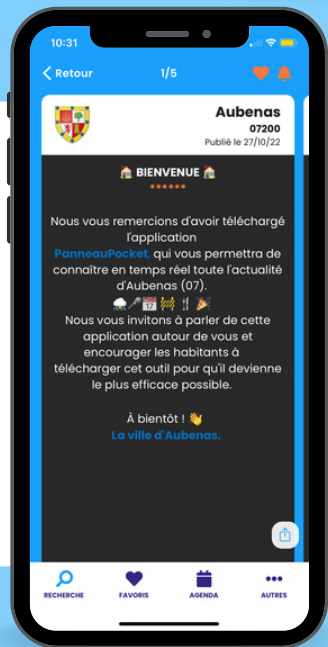 10:31
Retour
1/5
Aubenas
07200
Publié le 27/10/22
🏠 BIENVENUE 🏠
Nous vous remercions d'avoir téléchargé
l'application
PanneauPocket, qui vous permettra de
connaître en temps réel toute l'actualité
d'Aubenas (07).
Nous vous invitons à parler de cette
application autour de vous et
encourager les habitants à
télécharger cet outil pour qu'il devienne
le plus efficace possible.
À bientôt ! 👋
La ville d'Aubenas.
RECHERCHE
FAVORIS
AGENDA
AUTRES